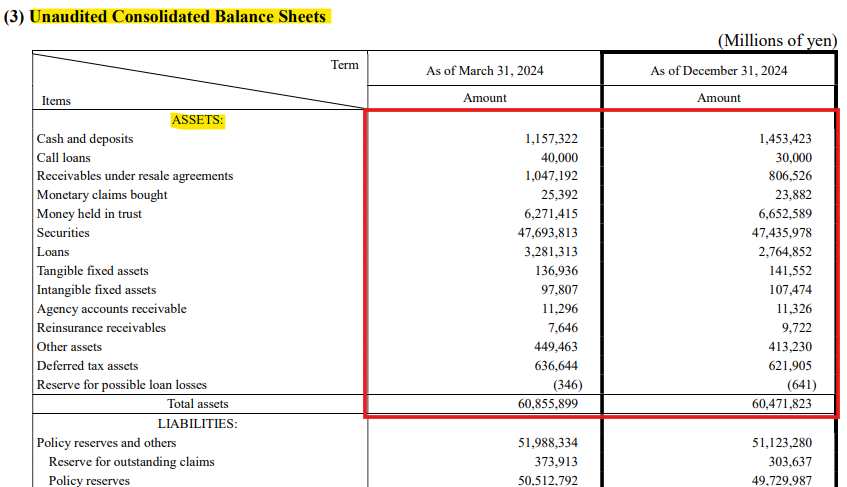 (3) Unaudited Consolidated Balance Sheets
(Millions of yen)
Term As of March 31, 2024 As of December 31, 2024
Items Amount Amount
ASSETS:
Cash and deposits 1,157,322 1,453,423
Call loans 40,000 30,000
Receivables under resale agreements 1,047,192 806,526
Monetary claims bought 25,392 23,882
Money held in trust 6,271,415 6,652,589
Securities 47,693,813 47,435,978
Loans 3,281,313 2,764,852
Tangible fixed assets 136,936 141,552
Intangible fixed assets 97,807 107,474
Agency accounts receivable 11,296 11,326
Reinsurance receivables 7,646 9,722
Other assets 449,463 413,230
Deferred tax assets 636,644 621,905
Reserve for possible loan losses (346) (641)
Total assets 60,855,899 60,471,823
LIABILITIES:
Policy reserves and others 51,988,334 51,123,280
Reserve for outstanding claims 373,913 303,637
Policy reserves 50,512,792 49,729,987